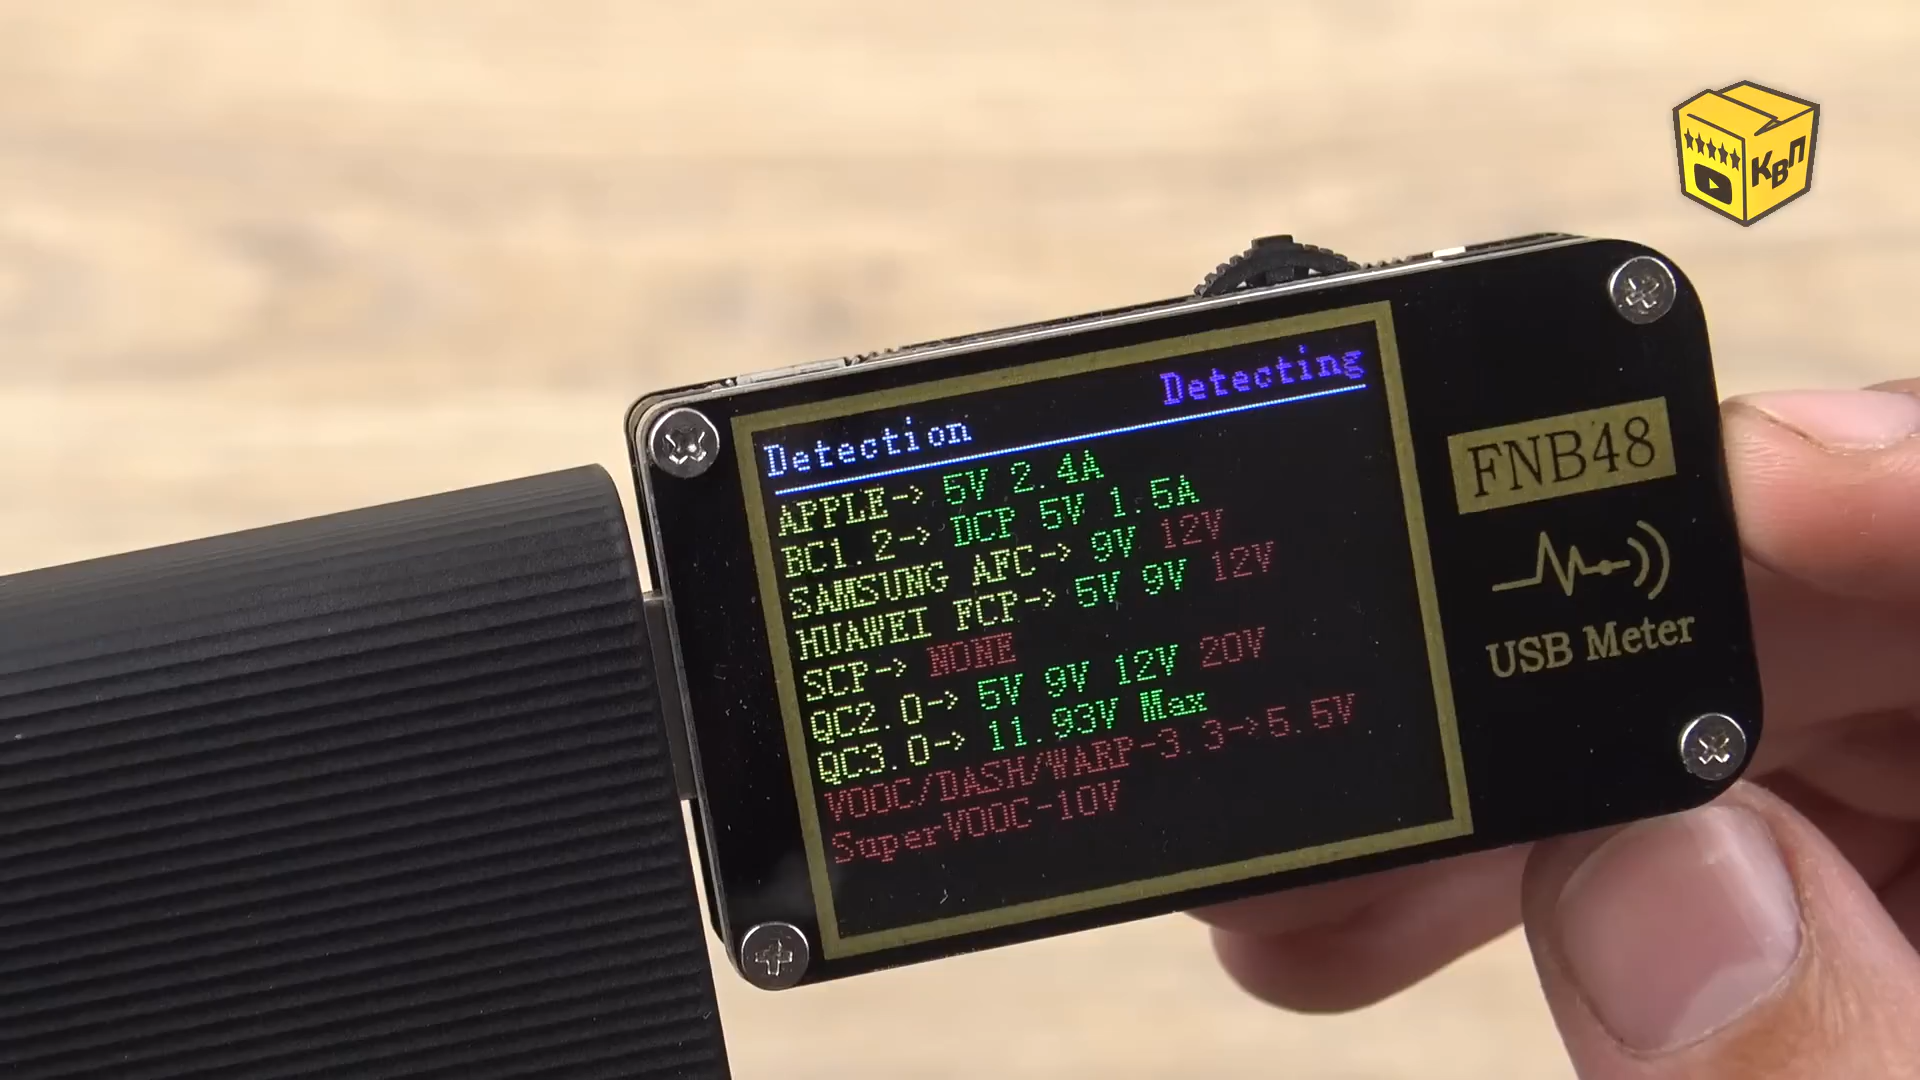 КВП
Detection Detecting
APPLE-> 5V 2.4A
BC1.2-> DCP 5V 1.5A
SAMSUNG AFC-> 9V 12V
HUAWEI FCP-> 5V 9V 12V
SCP-> NONE
QC2.0-> 5V 9V 12V 20V
QC3.0-> 11.93V Max
VOOC/DASH/WARP-3.3->5.5V
SuperVOOC-10V
FNB48
USB Meter